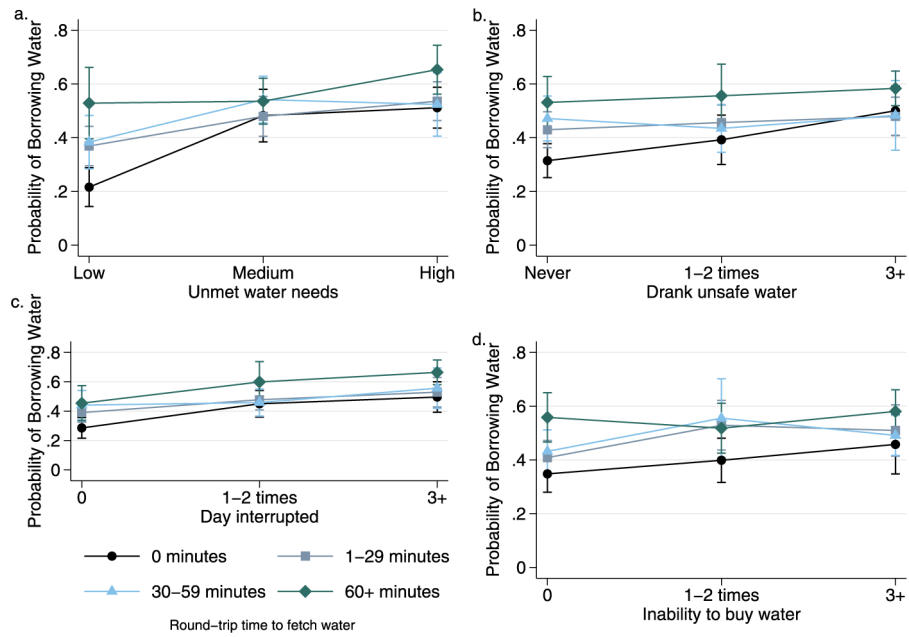 a.
Probability of Borrowing Water
.8
.6
.4
.2
0
Low Medium High
Unmet water needs
b.
Probability of Borrowing Water
.8
.6
.4
.2
0
Never 1–2 times 3+
Drank unsafe water
c.
Probability of Borrowing Water
.8
.6
.4
.2
0
0 1–2 times 3+
Day interrupted
0 minutes 1–29 minutes
30–59 minutes 60+ minutes
Round–trip time to fetch water
d.
Probability of Borrowing Water
.8
.6
.4
.2
0
0 1–2 times 3+
Inability to buy water